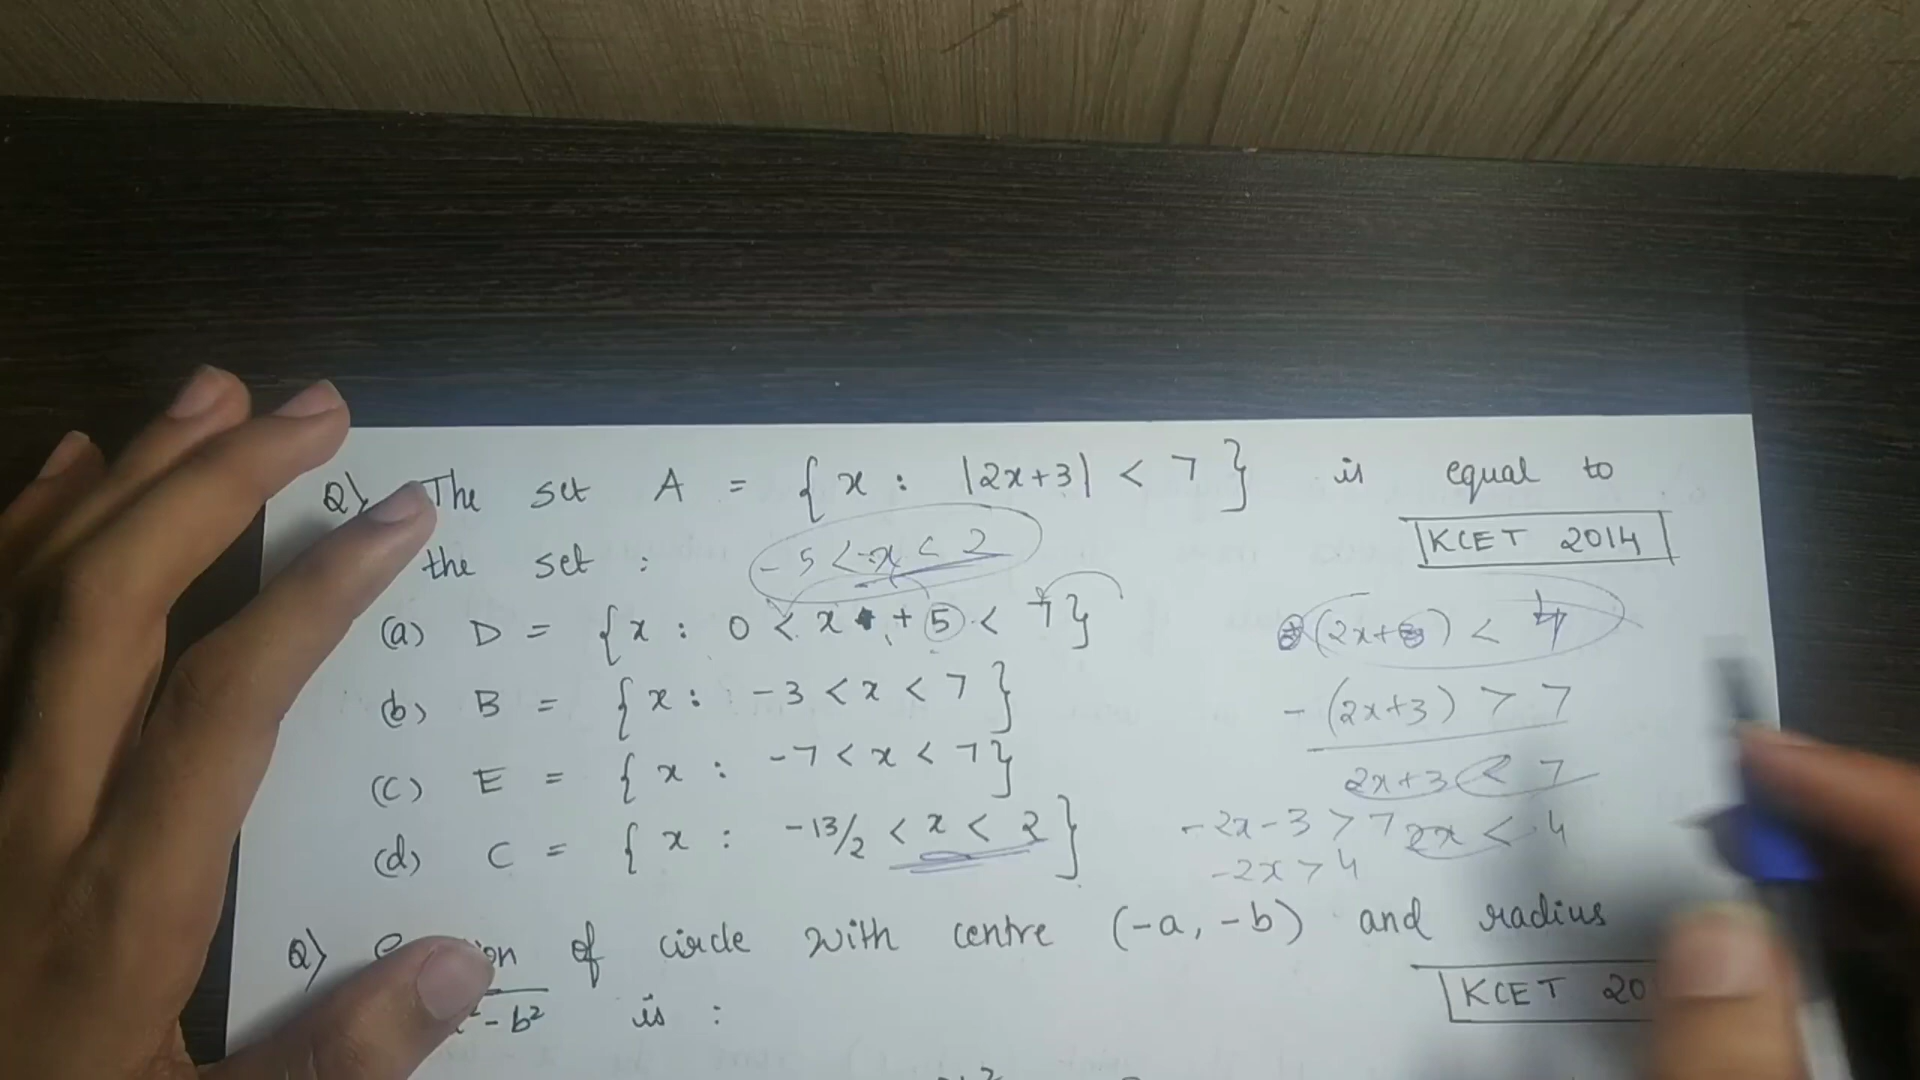 Q) The set A = { x : |2x+3| < 7 } is equal to
the set :
KCET 2014
-5 < x < 2
(a) D = { x : 0 < x + 5 < 7 }
(b) B = { x : -3 < x < 7 }
(c) E = { x : -7 < x < 7 }
(d) C = { x : -13/2 < x < 2 }
(2x+ ) <
-(2x+3) > 7
2x+3 < 7
-2x-3 > 7 2x < 4
-2x > 4
Q) of circle with centre (-a, -b) and radius
- b² is :
KCET 20